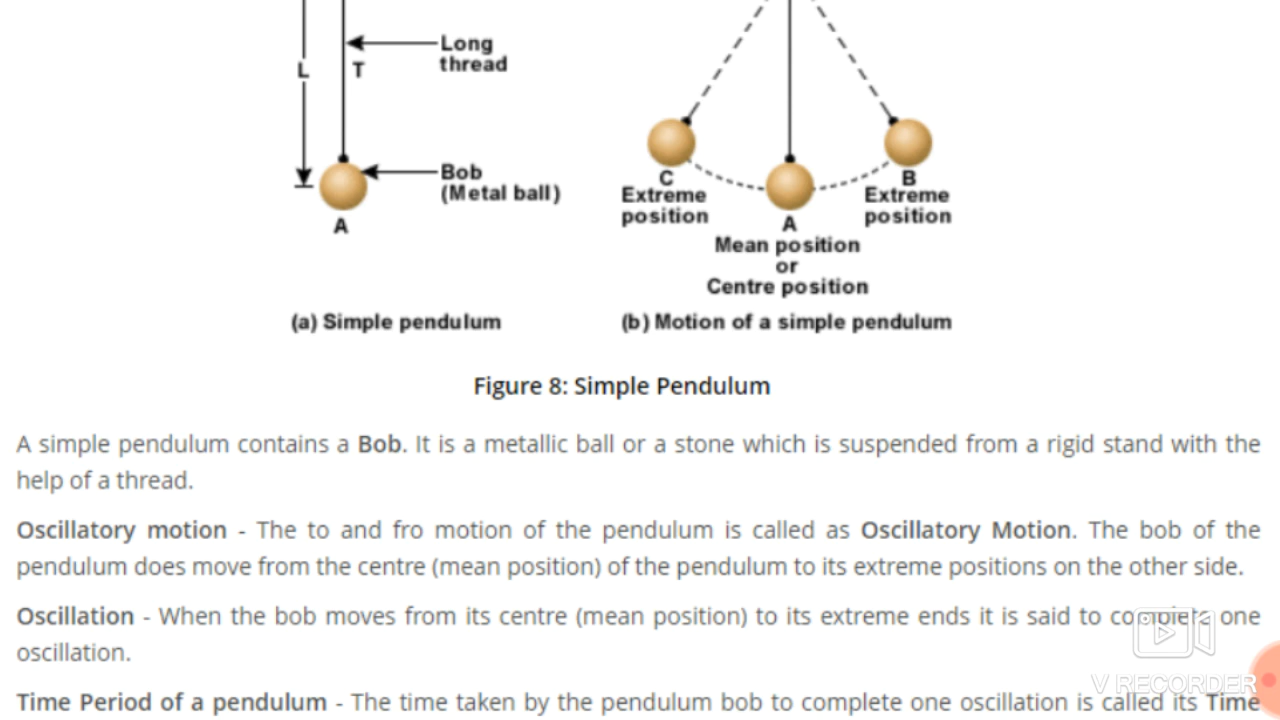 Long
L T thread
Bob
(Metal ball)
A
C
Extreme
position
B
Extreme
position
A
Mean position
or
Centre position
(a) Simple pendulum
(b) Motion of a simple pendulum
Figure 8: Simple Pendulum
A simple pendulum contains a Bob. It is a metallic ball or a stone which is suspended from a rigid stand with the
help of a thread.
Oscillatory motion - The to and fro motion of the pendulum is called as Oscillatory Motion. The bob of the
pendulum does move from the centre (mean position) of the pendulum to its extreme positions on the other side.
Oscillation - When the bob moves from its centre (mean position) to its extreme ends it is said to complete one
oscillation.
Time Period of a pendulum - The time taken by the pendulum bob to complete one oscillation is called its Time
V RECORDER